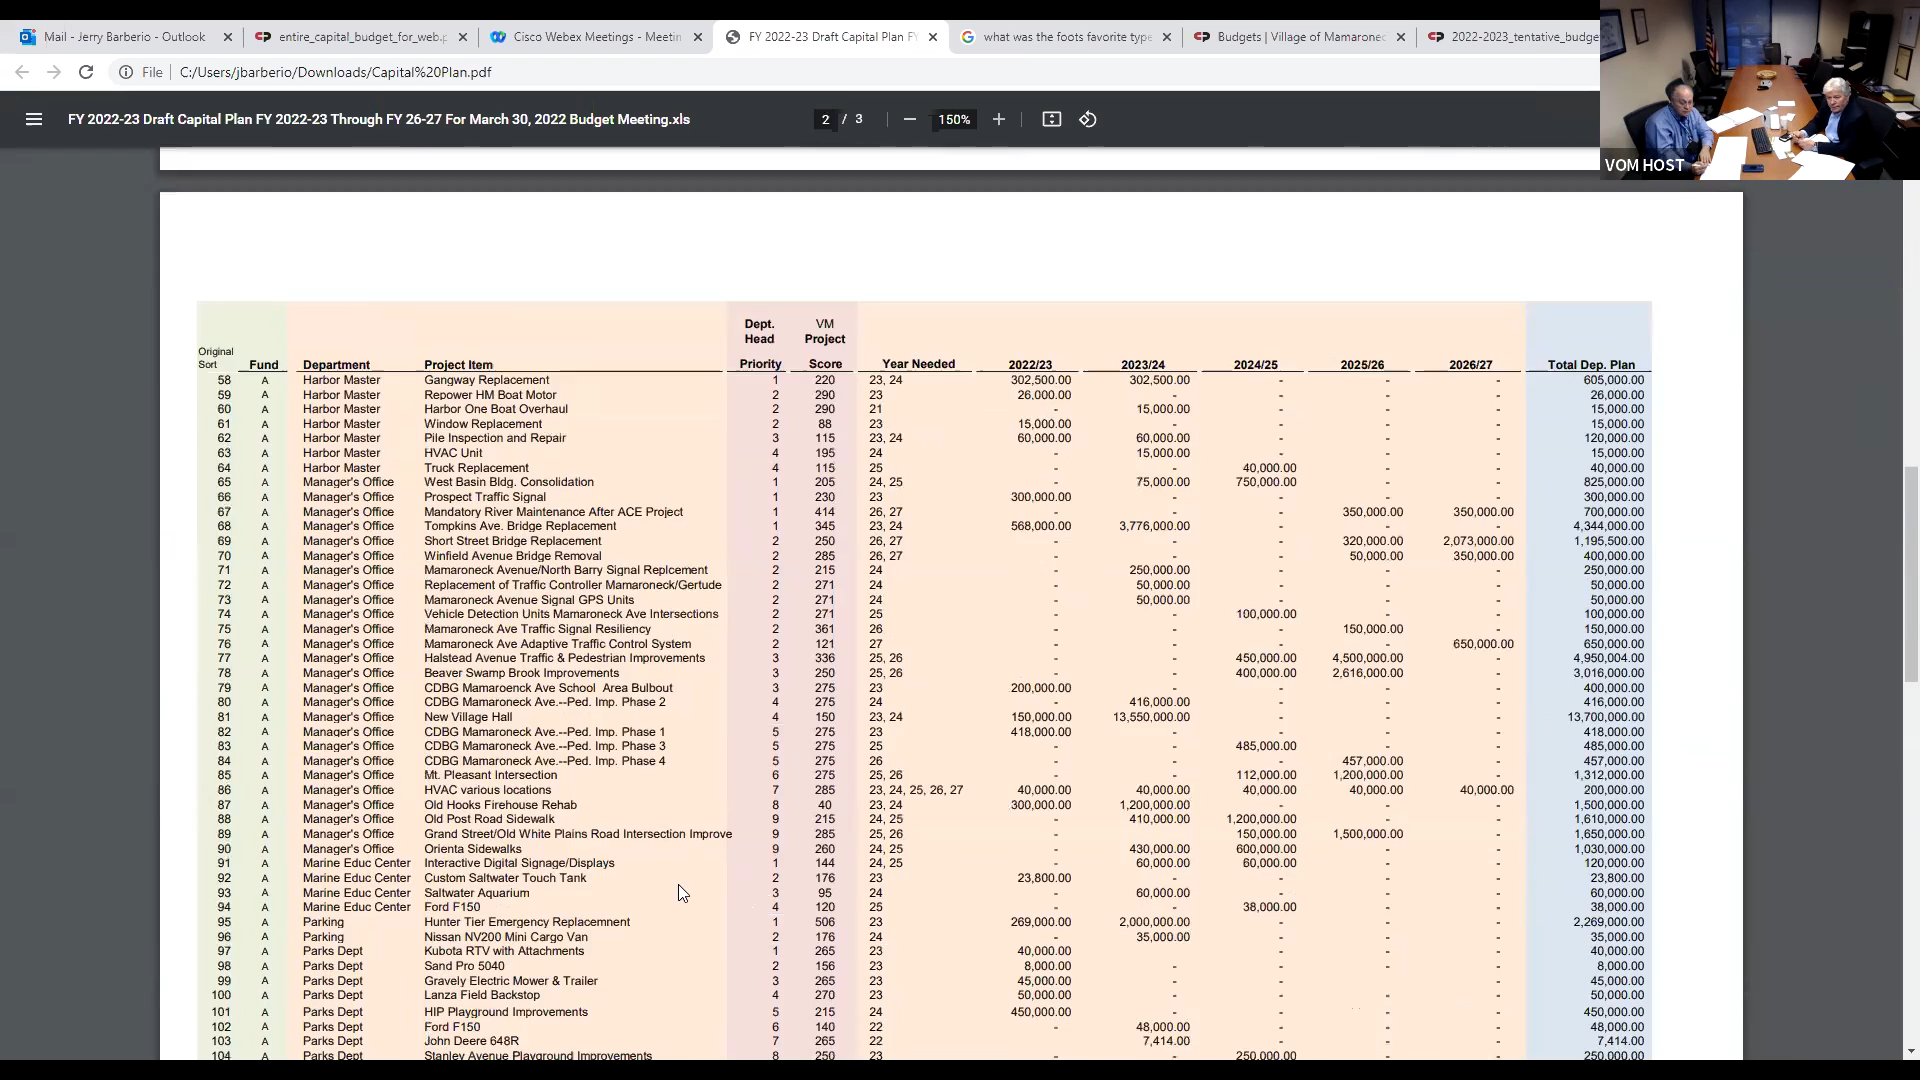 Mail - Jerry Barberio - Outlook
entire_capital_budget_for_web.p
Cisco Webex Meetings - Meetin
FY 2022-23 Draft Capital Plan FY
what was the foots favorite type
Budgets | Village of Mamaronec
2022-2023_tentative_budge
File C:/Users/jbarberio/Downloads/Capital%20Plan.pdf
FY 2022-23 Draft Capital Plan FY 2022-23 Through FY 26-27 For March 30, 2022 Budget Meeting.xls
2 / 3
150%
VOM HOST
Original Sort Fund Department Project Item Dept. Head Priority VM Project Score Year Needed 2022/23 2023/24 2024/25 2025/26 2026/27 Total Dep. Plan
58 A Harbor Master Gangway Replacement 1 220 23, 24 302,500.00 302,500.00 - - - 605,000.00
59 A Harbor Master Repower HM Boat Motor 2 290 23 26,000.00 - - - 26,000.00
60 A Harbor Master Harbor One Boat Overhaul 2 290 21 - 15,000.00 - - - 15,000.00
61 A Harbor Master Window Replacement 2 88 23 15,000.00 - - - - 15,000.00
62 A Harbor Master Pile Inspection and Repair 3 115 23, 24 60,000.00 60,000.00 - - - 120,000.00
63 A Harbor Master HVAC Unit 4 195 24 - 15,000.00 - - - 15,000.00
64 A Harbor Master Truck Replacement 4 115 25 - - 40,000.00 - - 40,000.00
65 A Manager's Office West Basin Bldg. Consolidation 1 205 24, 25 - 75,000.00 750,000.00 - - 825,000.00
66 A Manager's Office Prospect Traffic Signal 1 230 23 300,000.00 - - - - 300,000.00
67 A Manager's Office Mandatory River Maintenance After ACE Project 1 414 26, 27 - - - 350,000.00 350,000.00 700,000.00
68 A Manager's Office Tompkins Ave. Bridge Replacement 1 345 23, 24 568,000.00 3,776,000.00 - - - 4,344,000.00
69 A Manager's Office Short Street Bridge Replacement 2 250 26, 27 - - - 320,000.00 2,073,000.00 1,195,500.00
70 A Manager's Office Winfield Avenue Bridge Removal 2 285 26, 27 - - - 50,000.00 350,000.00 400,000.00
71 A Manager's Office Mamaroneck Avenue/North Barry Signal Replcement 2 215 24 - 250,000.00 - - - 250,000.00
72 A Manager's Office Replacement of Traffic Controller Mamaroneck/Gertude 2 271 24 - 50,000.00 - - - 50,000.00
73 A Manager's Office Mamaroneck Avenue Signal GPS Units 2 271 24 - 50,000.00 - - - 50,000.00
74 A Manager's Office Vehicle Detection Units Mamaroneck Ave Intersections 2 271 25 - - 100,000.00 - - 100,000.00
75 A Manager's Office Mamaroneck Ave Traffic Signal Resiliency 2 361 26 - - - 150,000.00 - 150,000.00
76 A Manager's Office Mamaroneck Ave Adaptive Traffic Control System 2 121 27 - - - - 650,000.00 650,000.00
77 A Manager's Office Halstead Avenue Traffic & Pedestrian Improvements 3 336 25, 26 - - 450,000.00 4,500,000.00 - 4,950,004.00
78 A Manager's Office Beaver Swamp Brook Improvements 3 250 25, 26 - - 400,000.00 2,616,000.00 - 3,016,000.00
79 A Manager's Office CDBG Mamaroenck Ave School Area Bulbout 3 275 23 200,000.00 - - - - 400,000.00
80 A Manager's Office CDBG Mamaroneck Ave.--Ped. Imp. Phase 2 4 275 24 - 416,000.00 - - - 416,000.00
81 A Manager's Office New Village Hall 4 150 23, 24 150,000.00 13,550,000.00 - - - 13,700,000.00
82 A Manager's Office CDBG Mamaroneck Ave.--Ped. Imp. Phase 1 5 275 23 418,000.00 - - - - 418,000.00
83 A Manager's Office CDBG Mamaroneck Ave.--Ped. Imp. Phase 3 5 275 25 - - 485,000.00 - - 485,000.00
84 A Manager's Office CDBG Mamaroneck Ave.--Ped. Imp. Phase 4 5 275 26 - - - 457,000.00 - 457,000.00
85 A Manager's Office Mt. Pleasant Intersection 6 275 25, 26 - - 112,000.00 1,200,000.00 - 1,312,000.00
86 A Manager's Office HVAC various locations 7 285 23, 24, 25, 26, 27 40,000.00 40,000.00 40,000.00 40,000.00 40,000.00 200,000.00
87 A Manager's Office Old Hooks Firehouse Rehab 8 40 23, 24 300,000.00 1,200,000.00 - - - 1,500,000.00
88 A Manager's Office Old Post Road Sidewalk 9 215 24, 25 - 410,000.00 1,200,000.00 - - 1,610,000.00
89 A Manager's Office Grand Street/Old White Plains Road Intersection Improve 9 285 25, 26 - - 150,000.00 1,500,000.00 - 1,650,000.00
90 A Manager's Office Orienta Sidewalks 9 260 24, 25 - 430,000.00 600,000.00 - - 1,030,000.00
91 A Marine Educ Center Interactive Digital Signage/Displays 1 144 24, 25 - 60,000.00 60,000.00 - - 120,000.00
92 A Marine Educ Center Custom Saltwater Touch Tank 2 176 23 23,800.00 - - - - 23,800.00
93 A Marine Educ Center Saltwater Aquarium 3 95 24 - 60,000.00 - - - 60,000.00
94 A Marine Educ Center Ford F150 4 120 25 - - 38,000.00 - - 38,000.00
95 A Parking Hunter Tier Emergency Replacemnent 1 506 23 269,000.00 2,000,000.00 - - - 2,269,000.00
96 A Parking Nissan NV200 Mini Cargo Van 2 176 24 - 35,000.00 - - - 35,000.00
97 A Parks Dept Kubota RTV with Attachments 1 265 23 40,000.00 - - - - 40,000.00
98 A Parks Dept Sand Pro 5040 2 156 23 8,000.00 - - - - 8,000.00
99 A Parks Dept Gravely Electric Mower & Trailer 3 265 23 45,000.00 - - - 45,000.00
100 A Parks Dept Lanza Field Backstop 4 270 23 50,000.00 - - - - 50,000.00
101 A Parks Dept HIP Playground Improvements 5 215 24 450,000.00 - - - 450,000.00
102 A Parks Dept Ford F150 6 140 22 - 48,000.00 - - - 48,000.00
103 A Parks Dept John Deere 648R 7 265 22 7,414.00 - - - 7,414.00
104 A Parks Dept Stanley Avenue Playground Improvements 8 250 23 - - 250,000.00 - - 250,000.00